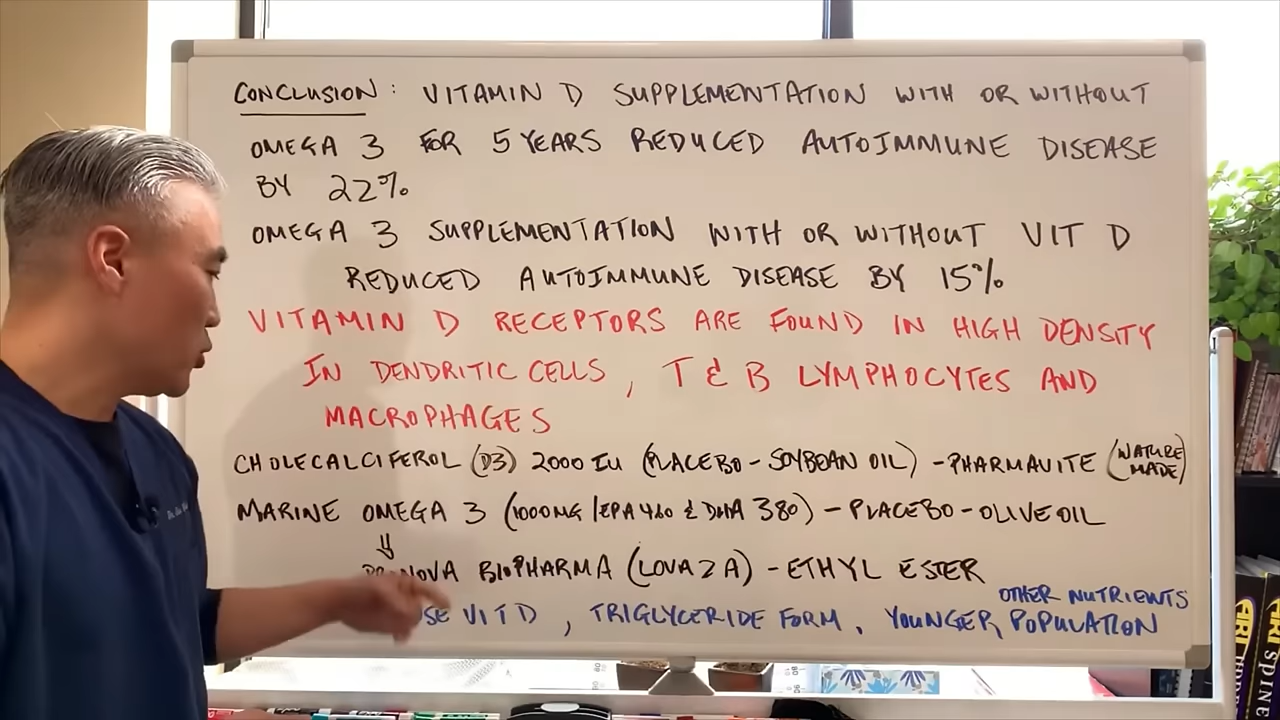 CONCLUSION: VITAMIN D SUPPLEMENTATION WITH OR WITHOUT
OMEGA 3 FOR 5 YEARS REDUCED AUTOIMMUNE DISEASE
BY 22%
OMEGA 3 SUPPLEMENTATION WITH OR WITHOUT VIT D
REDUCED AUTOIMMUNE DISEASE BY 15%
VITAMIN D RECEPTORS ARE FOUND IN HIGH DENSITY
IN DENDRITIC CELLS, T & B LYMPHOCYTES AND
MACROPHAGES
CHOLECALCIFEROL (D3) 2000 IU (PLACEBO-SOYBEAN OIL) -PHARMAVITE (NATURE MADE)
MARINE OMEGA 3 (1000MG/EPA 460 & DHA 380) - PLACEBO-OLIVE OIL
BIOPHARMA (LOVAZA) - ETHYL ESTER
OTHER NUTRIENTS
VIT D, TRIGLYCERIDE FORM, YOUNGER POPULATION
SPINE